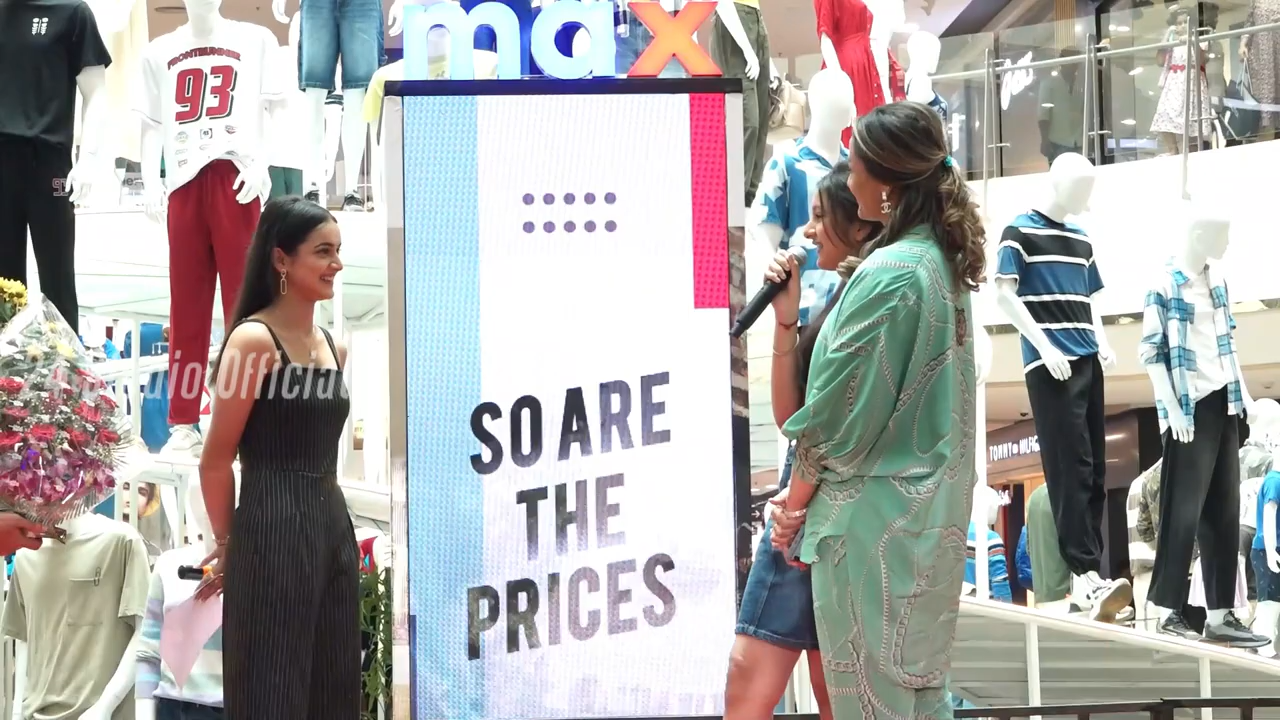 max
FRONTRUNNER
93
SO ARE
THE
PRICES
TOMMY HILFIGER